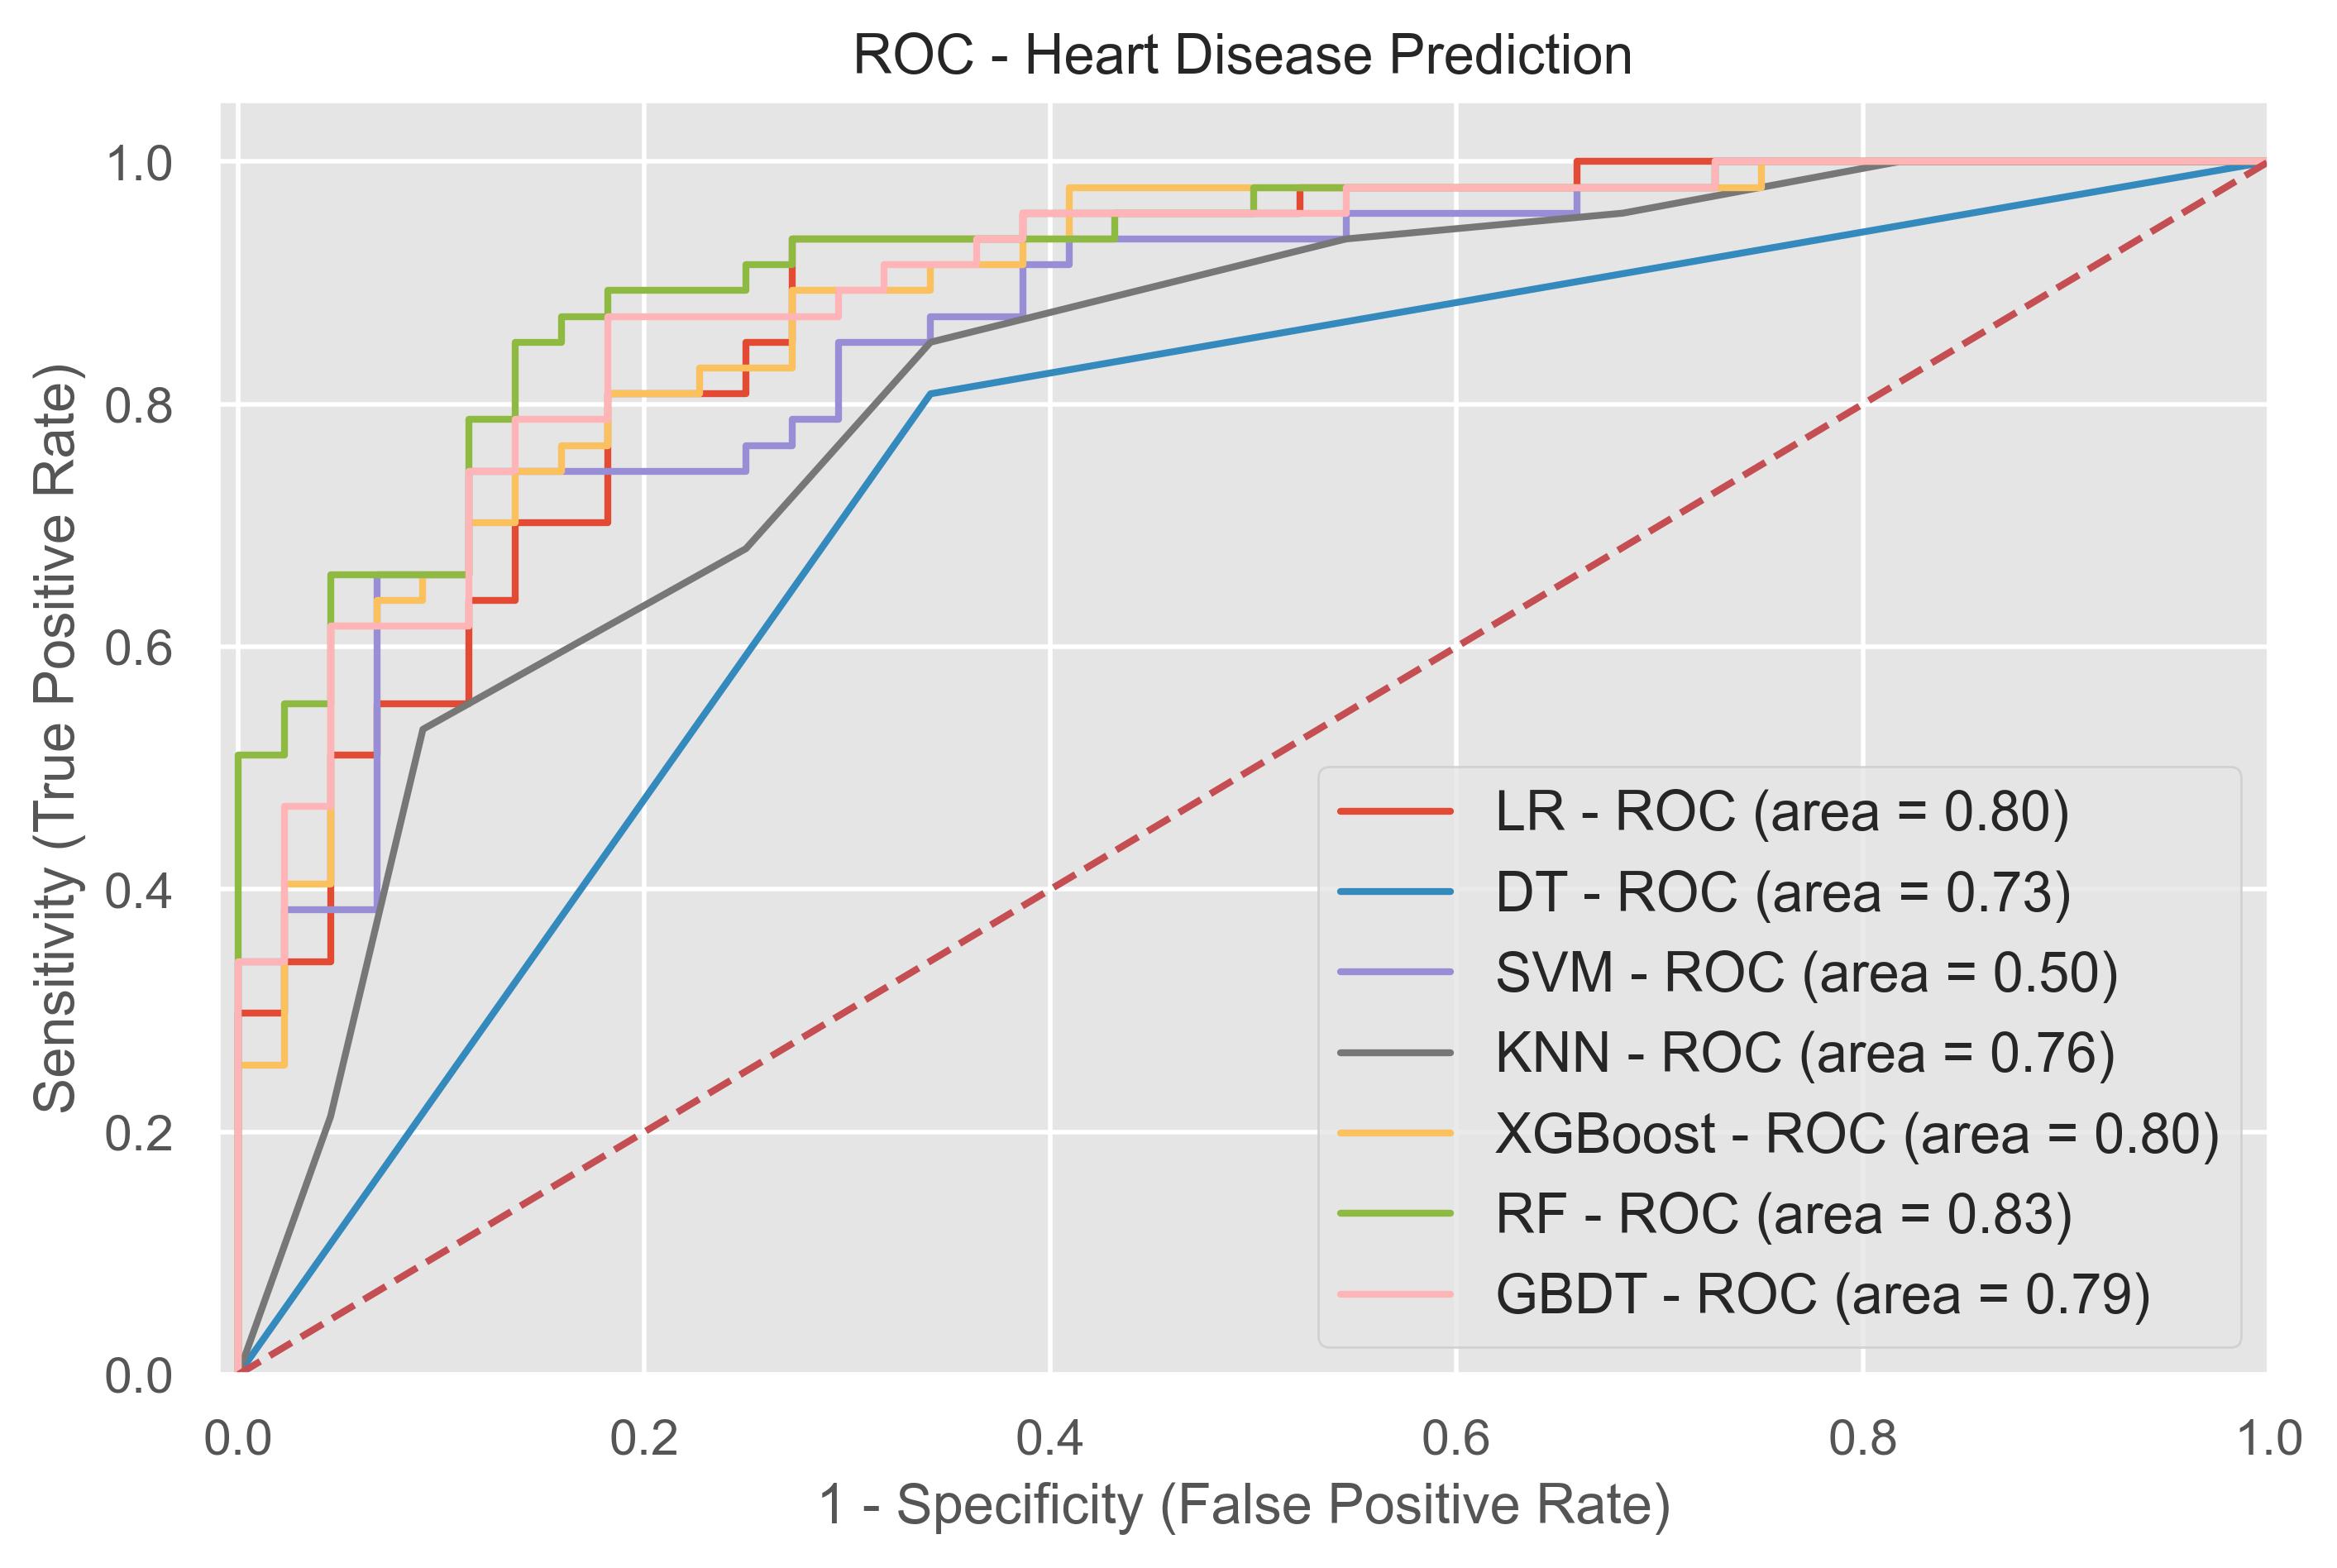 ROC - Heart Disease Prediction
Sensitivity (True Positive Rate)
1.0
0.8
0.6
0.4
0.2
0.0
LR - ROC (area = 0.80)
DT - ROC (area = 0.73)
SVM - ROC (area = 0.50)
KNN - ROC (area = 0.76)
XGBoost - ROC (area = 0.80)
RF - ROC (area = 0.83)
GBDT - ROC (area = 0.79)
0.0 0.2 0.4 0.6 0.8 1.0
1 - Specificity (False Positive Rate)